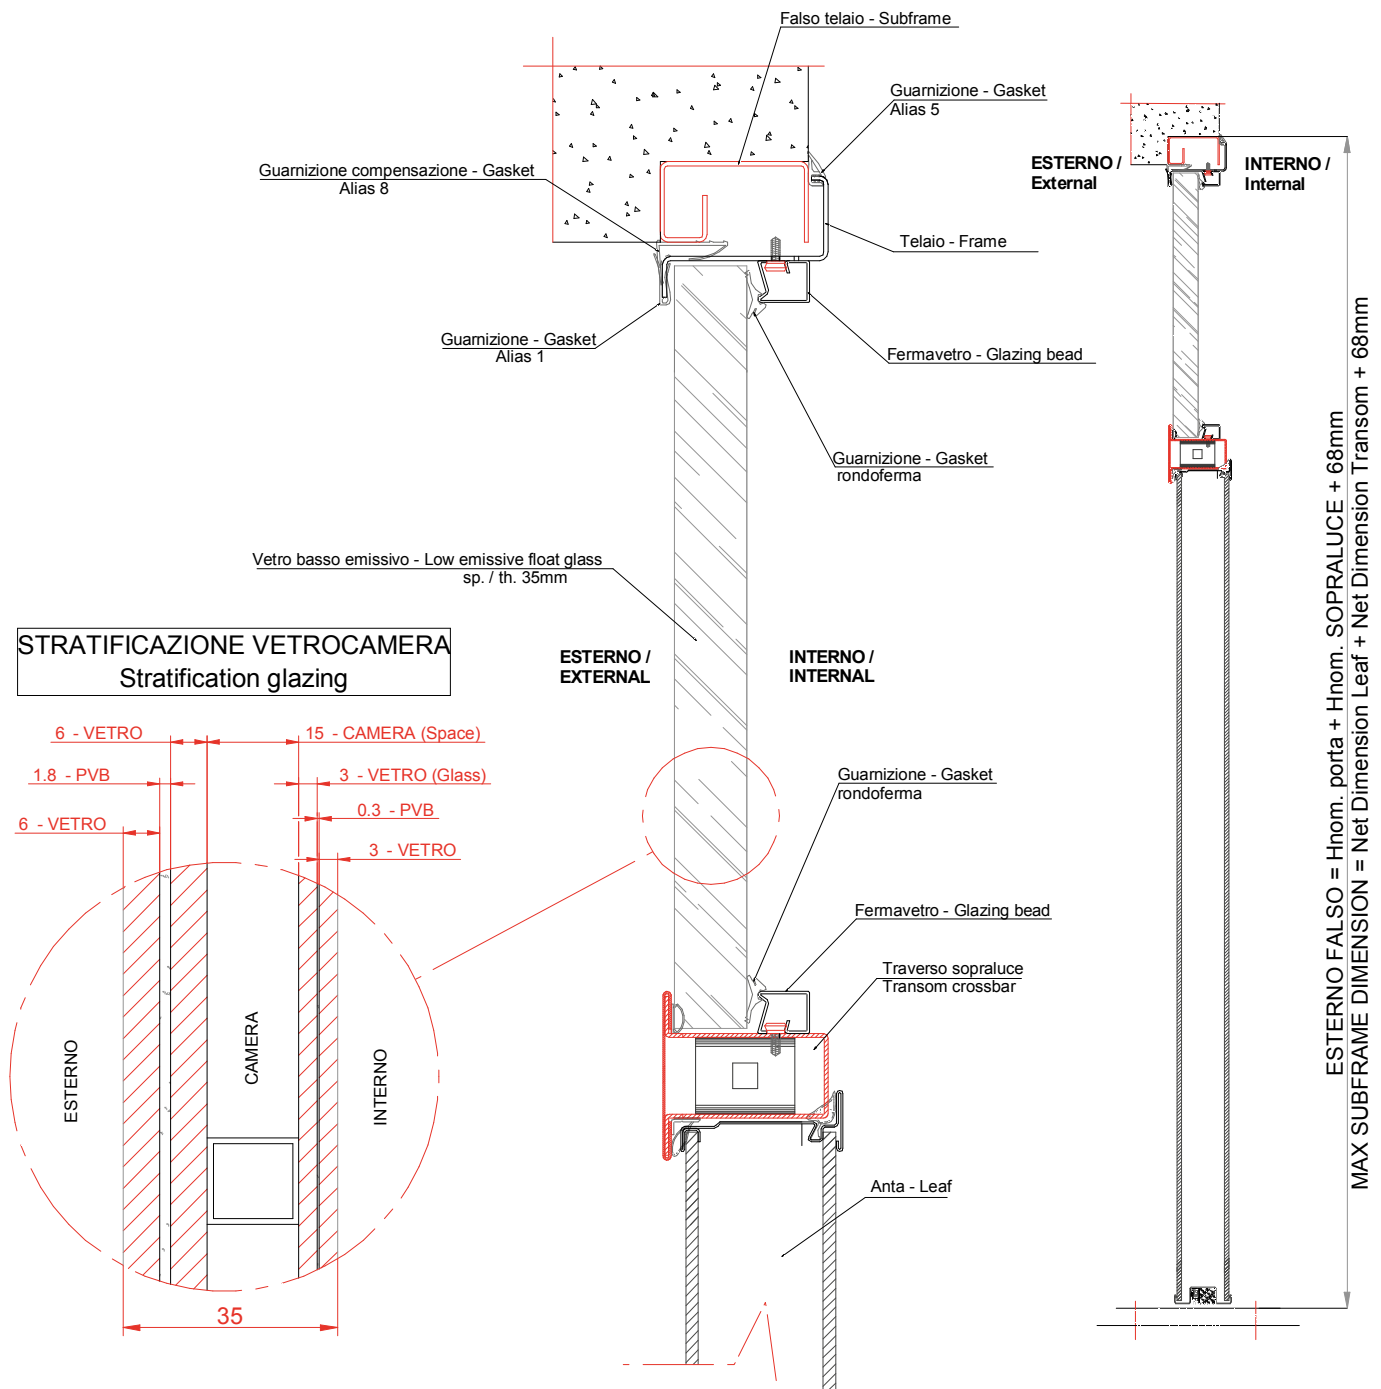 Falso telaio - Subframe
Guarnizione - Gasket
Alias 5
Guarnizione compensazione - Gasket
Alias 8
Telaio - Frame
Guarnizione - Gasket
Alias 1
Fermavetro - Glazing bead
Guarnizione - Gasket
rondoferma
Vetro basso emissivo - Low emissive float glass
sp. / th. 35mm
ESTERNO /
EXTERNAL
INTERNO /
INTERNAL
Guarnizione - Gasket
rondoferma
Fermavetro - Glazing bead
Traverso sopraluce
Transom crossbar
Anta - Leaf
STRATIFICAZIONE VETROCAMERA
Stratification glazing
6 - VETRO
15 - CAMERA (Space)
1.8 - PVB
3 - VETRO (Glass)
0.3 - PVB
6 - VETRO
3 - VETRO
ESTERNO
CAMERA
INTERNO
35
ESTERNO /
External
INTERNO /
Internal
ESTERNO FALSO = Hnom. porta + Hnom. SOPRALUCE + 68mm
MAX SUBFRAME DIMENSION = Net Dimension Leaf + Net Dimension Transom + 68mm